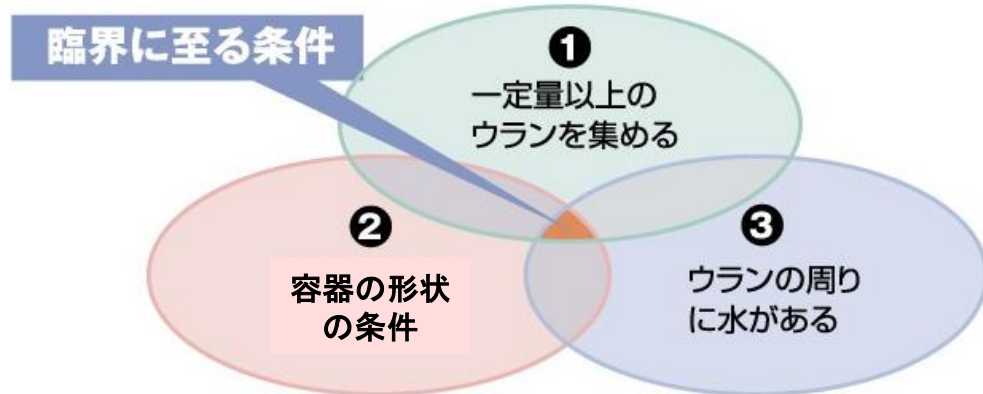 臨界に至る条件
❶
一定量以上の
ウランを集める
❷
容器の形状
の条件
❸
ウランの周り
に水がある